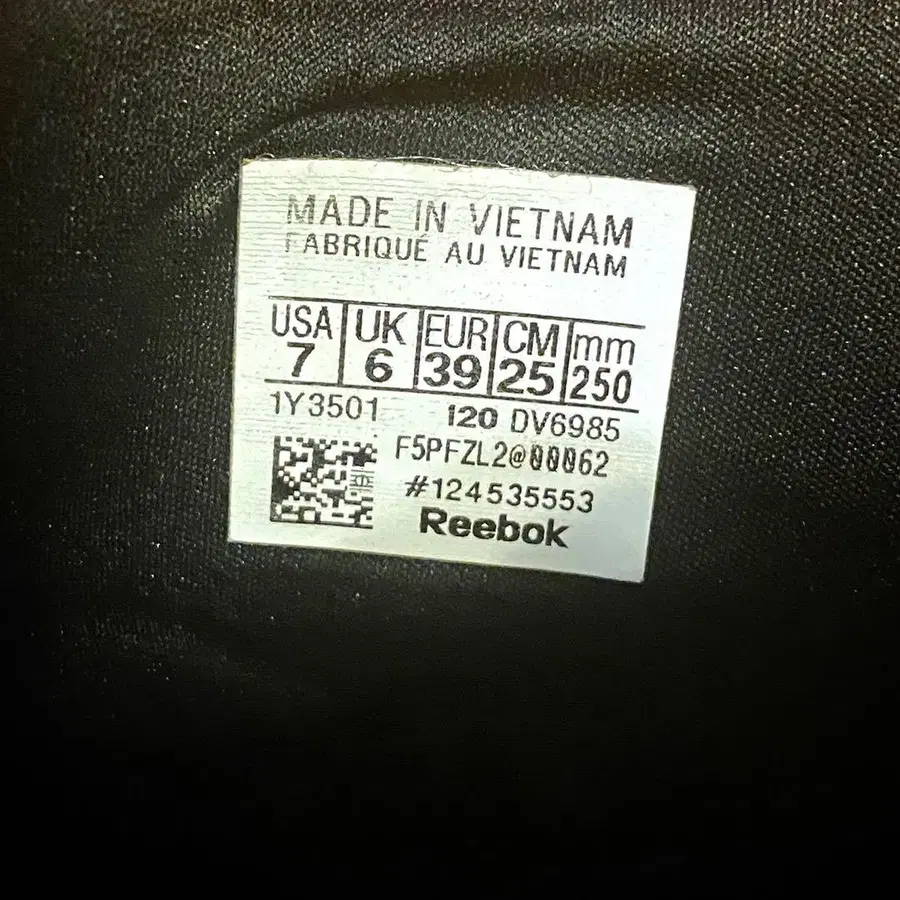 MADE IN VIETNAM
FABRIQUÉ AU VIETNAM
USA UK EUR CM mm
7 6 39 25 250
1Y3501 120 DV6985
F5PFZL2@00062
#124535553
Reebok